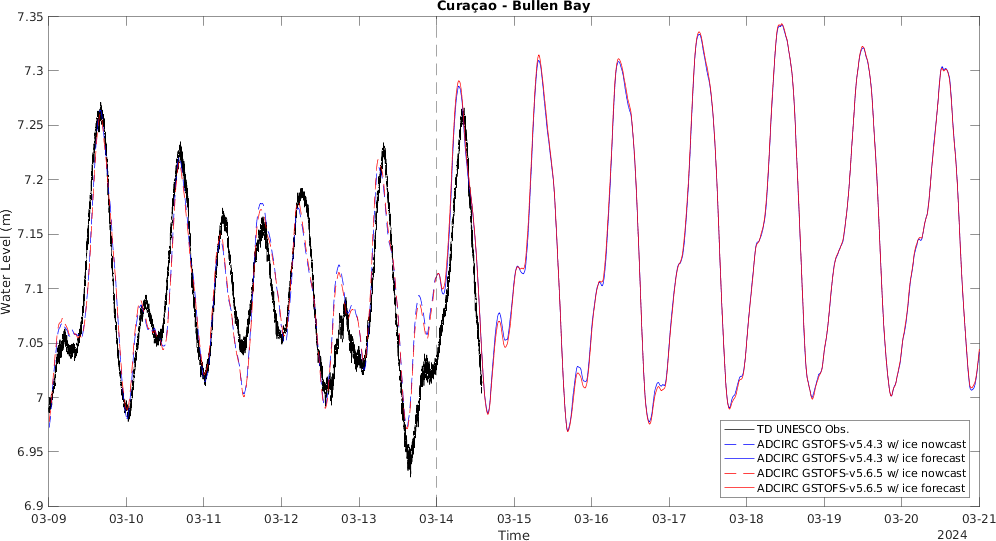 Curaçao - Bullen Bay
Water Level (m)
7.35
7.3
7.25
7.2
7.15
7.1
7.05
7
6.95
6.9
TD UNESCO Obs.
ADCIRC GSTOFS-v5.4.3 w/ ice nowcast
ADCIRC GSTOFS-v5.4.3 w/ ice forecast
ADCIRC GSTOFS-v5.6.5 w/ ice nowcast
ADCIRC GSTOFS-v5.6.5 w/ ice forecast
03-09 03-10 03-11 03-12 03-13 03-14 03-15 03-16 03-17 03-18 03-19 03-20 03-21
Time
2024